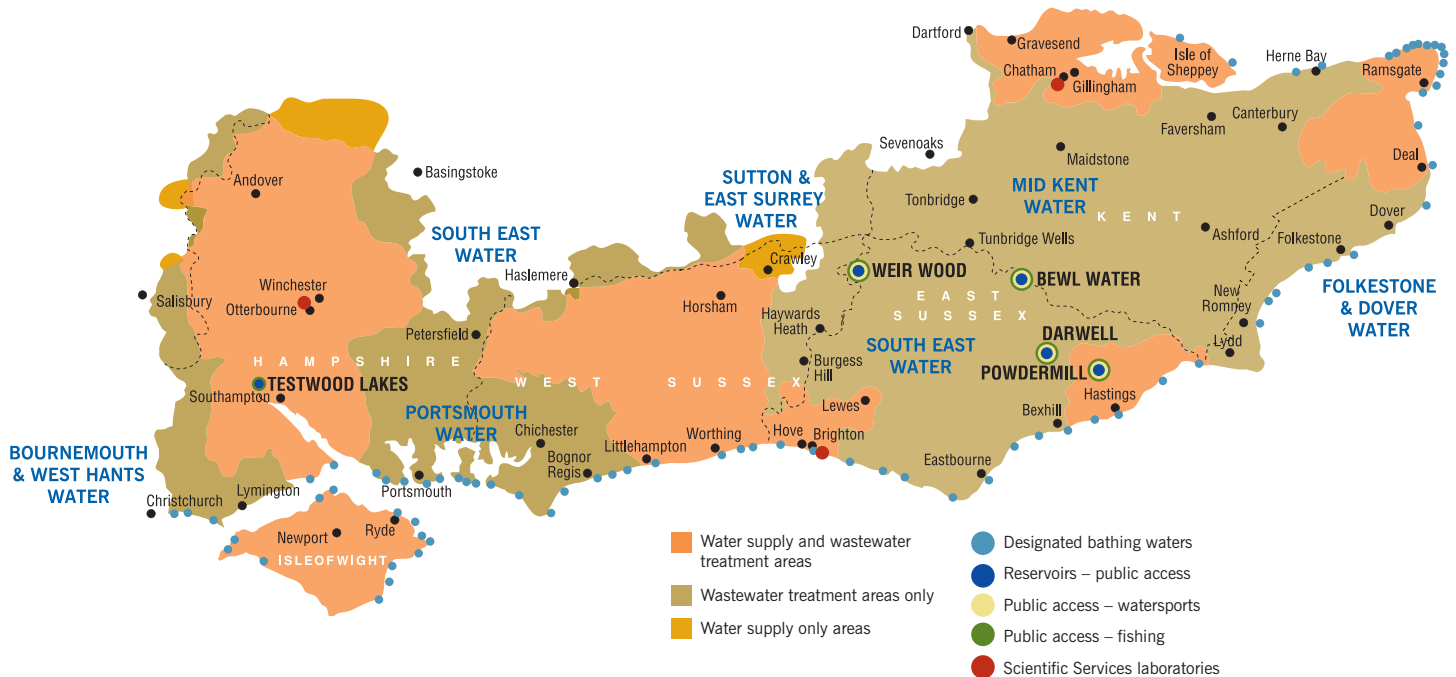 Dartford
Gravesend
Chatham
Gillingham
Isle of
Sheppey
Herne Bay
Ramsgate
Canterbury
Faversham
Sevenoaks
Maidstone
Deal
Basingstoke
Andover
SUTTON &
EAST SURREY
WATER
MID KENT
WATER
KENT
Tonbridge
Dover
SOUTH EAST
WATER
Tunbridge Wells
Ashford
Folkestone
Crawley
Haslemere
WEIR WOOD
BEWL WATER
FOLKESTONE
& DOVER
WATER
Salisbury
Winchester
Otterbourne
Horsham
EAST
SUSSEX
New
Romney
Petersfield
Haywards
Heath
DARWELL
Lydd
HAMPSHIRE
SOUTH EAST
WATER
Burgess
Hill
POWDERMILL
TESTWOOD LAKES
WEST SUSSEX
Southampton
Lewes
Hastings
PORTSMOUTH
WATER
Bexhill
Chichester
Littlehampton
Worthing
Hove
Brighton
BOURNEMOUTH
& WEST HANTS
WATER
Bognor
Regis
Eastbourne
Christchurch
Lymington
Portsmouth
Newport
Ryde
ISLEOFWIGHT
Water supply and wastewater
treatment areas
Wastewater treatment areas only
Water supply only areas
Designated bathing waters
Reservoirs – public access
Public access – watersports
Public access – fishing
Scientific Services laboratories